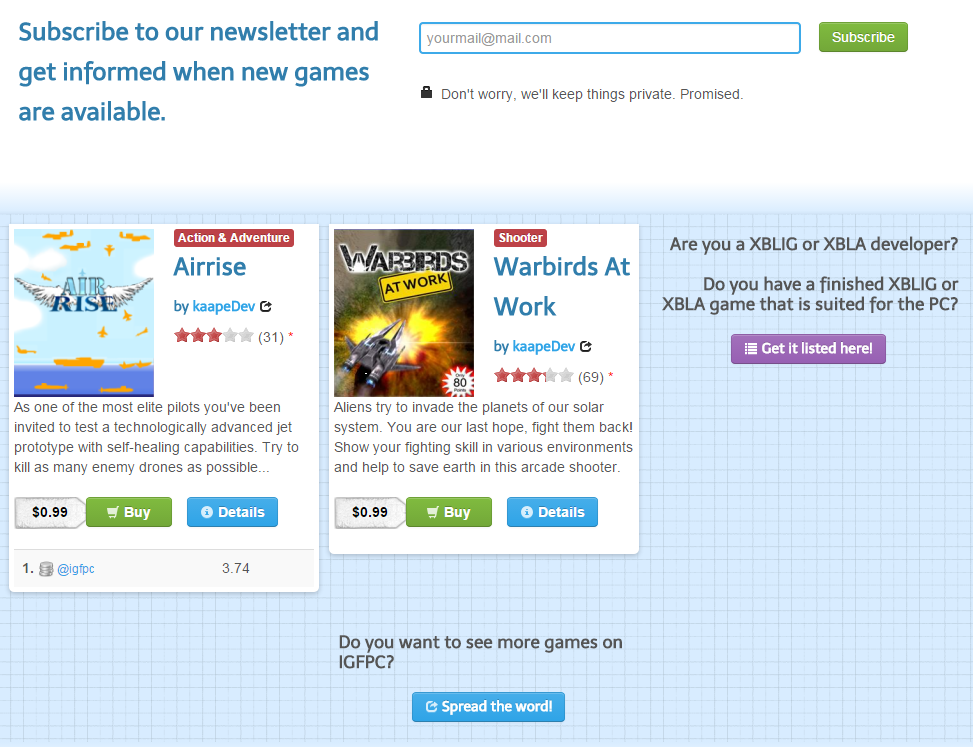 Subscribe to our newsletter and
get informed when new games
are available.
yourmail@mail.com
Subscribe
Don't worry, we'll keep things private. Promised.
AIR
RISE
Action & Adventure
Airrise
by kaapeDev
(31) *
As one of the most elite pilots you've been
invited to test a technologically advanced jet
prototype with self-healing capabilities. Try to
kill as many enemy drones as possible...
$0.99
Buy
Details
1. @igfpc 3.74
WARBIRDS
AT WORK
Only
80
Points
Shooter
Warbirds At
Work
by kaapeDev
(69) *
Aliens try to invade the planets of our solar
system. You are our last hope, fight them back!
Show your fighting skill in various environments
and help to save earth in this arcade shooter.
$0.99
Buy
Details
Are you a XBLIG or XBLA developer?
Do you have a finished XBLIG or
XBLA game that is suited for the PC?
Get it listed here!
Do you want to see more games on
IGFPC?
Spread the word!